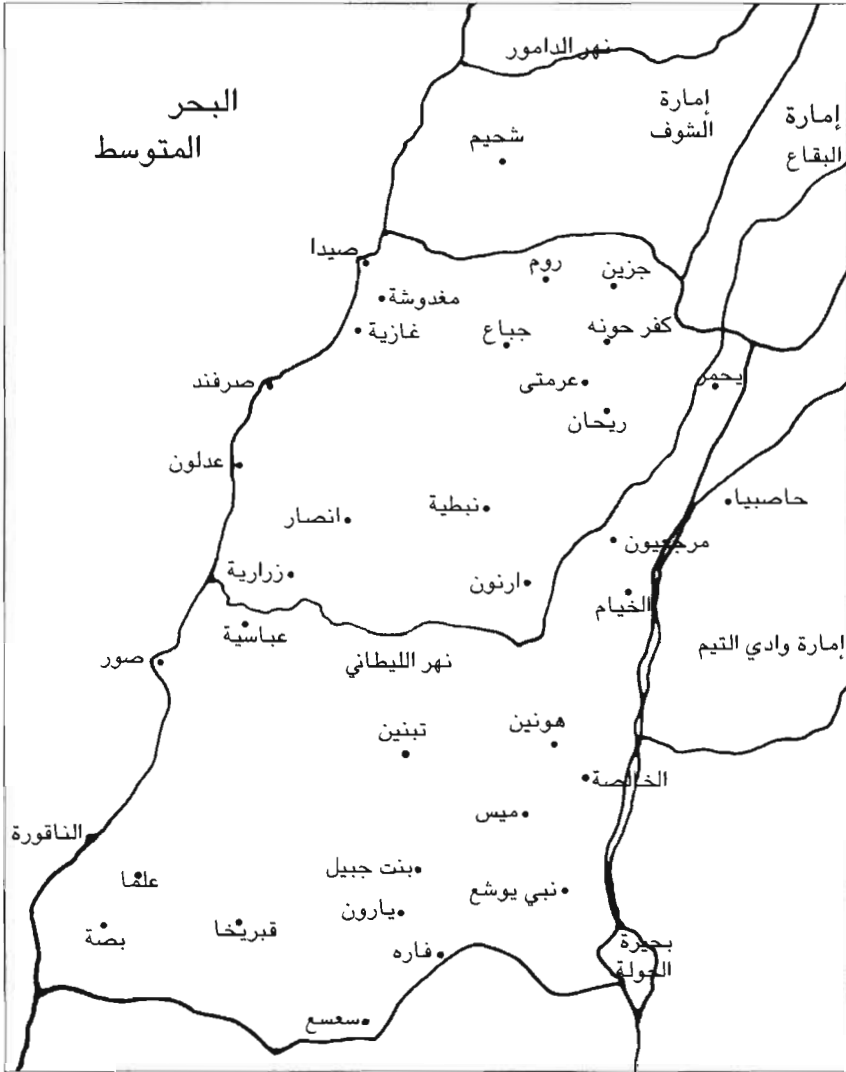 نهر الدامور
البحر
المتوسط
إمارة
الشوف
إمارة
البقاع
شحيم
صيدا
روم
جزين
مغدوشة
غازية
جباع
كفر حونه
صرفند
عرمتى
يحمر
ريحان
عدلون
انصار
نبطية
حاصبيا
مرجعيون
زرارية
ارنون
الخيام
عباسية
صور
نهر الليطاني
إمارة وادي التيم
تبنين
هونين
الخالصة
ميس
الناقورة
علما
بنت جبيل
نبي يوشع
يارون
قبريخا
بصة
فاره
بحيرة
الحولة
سعسع